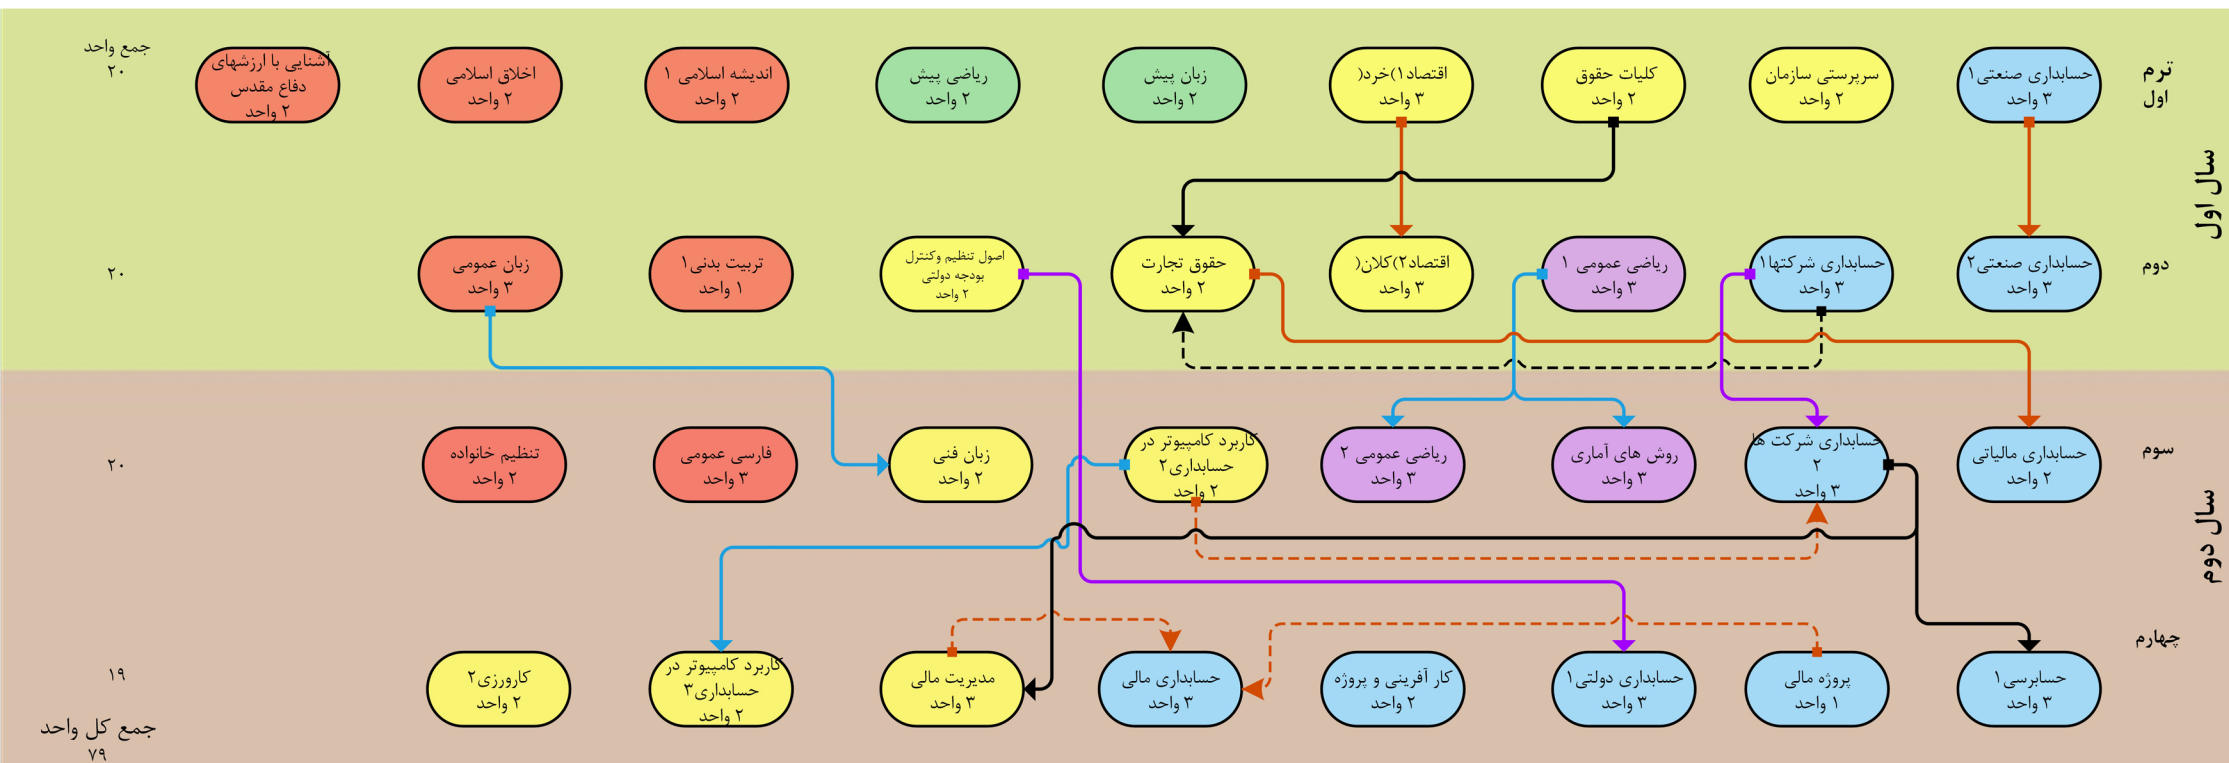 ترم
اول
حسابداری صنعتی۱
۳ واحد
سرپرستی سازمان
۲ واحد
کلیات حقوق
۲ واحد
اقتصاد۱)خرد(
۳ واحد
زبان پیش
۲ واحد
ریاضی پیش
۲ واحد
اندیشه اسلامی ۱
۲ واحد
اخلاق اسلامی
۲ واحد
آشنایی با ارزشهای
دفاع مقدس
۲ واحد
جمع واحد
۲۰
سال اول
دوم
حسابداری صنعتی۲
۳ واحد
حسابداری شرکتها۱
۳ واحد
ریاضی عمومی ۱
۳ واحد
اقتصاد۲)کلان(
۳ واحد
حقوق تجارت
۲ واحد
اصول تنظیم وکنترل
بودجه دولتی
۲ واحد
تربیت بدنی۱
۱ واحد
زبان عمومی
۳ واحد
۲۰
سوم
حسابداری مالیاتی
۲ واحد
حسابداری شرکت ها
۲
۳ واحد
روش های آماری
۳ واحد
ریاضی عمومی ۲
۳ واحد
کاربرد کامپیوتر در
حسابداری۲
۲ واحد
زبان فنی
۲ واحد
فارسی عمومی
۳ واحد
تنظیم خانواده
۲ واحد
۲۰
سال دوم
چهارم
حسابرسی۱
۳ واحد
پروژه مالی
۱ واحد
حسابداری دولتی۱
۳ واحد
کار آفرینی و پروژه
۲ واحد
حسابداری مالی
۳ واحد
مدیریت مالی
۳ واحد
کاربرد کامپیوتر در
حسابداری۳
۲ واحد
کارورزی۲
۲ واحد
۱۹
جمع کل واحد
۷۹